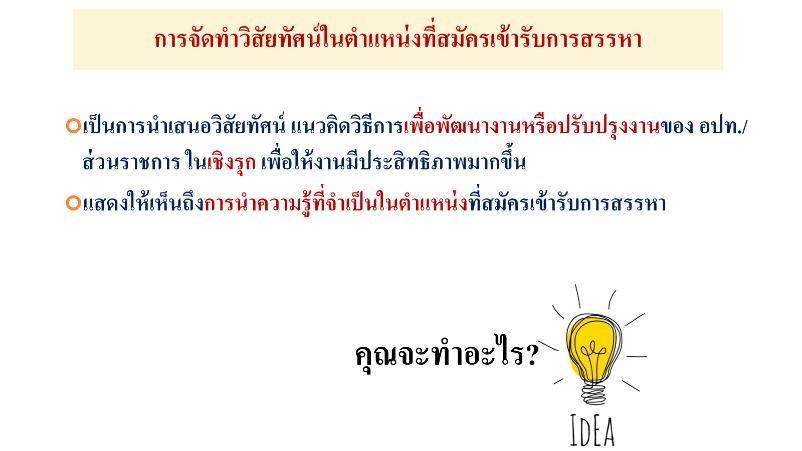 การจัดทำวิสัยทัศน์ในตำแหน่งที่สมัครเข้ารับการสรรหา
เป็นการนำเสนอวิสัยทัศน์ แนวคิดวิธีการเพื่อพัฒนางานหรือปรับปรุงงานของ อปท./
ส่วนราชการ ในเชิงรุก เพื่อให้งานมีประสิทธิภาพมากขึ้น
แสดงให้เห็นถึงการนำความรู้ที่จำเป็นในตำแหน่งที่สมัครเข้ารับการสรรหา
คุณจะทำอะไร?
IDEA